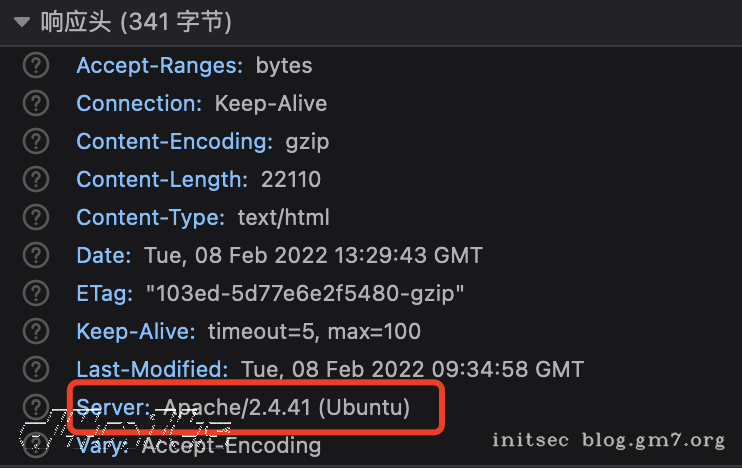 响应头 (341 字节)
Accept-Ranges: bytes
Connection: Keep-Alive
Content-Encoding: gzip
Content-Length: 22110
Content-Type: text/html
Date: Tue, 08 Feb 2022 13:29:43 GMT
ETag: "103ed-5d77e6e2f5480-gzip"
Keep-Alive: timeout=5, max=100
Last-Modified: Tue, 08 Feb 2022 09:34:58 GMT
Server: Apache/2.4.41 (Ubuntu)
Vary: Accept-Encoding
initsec blog.gm7.org